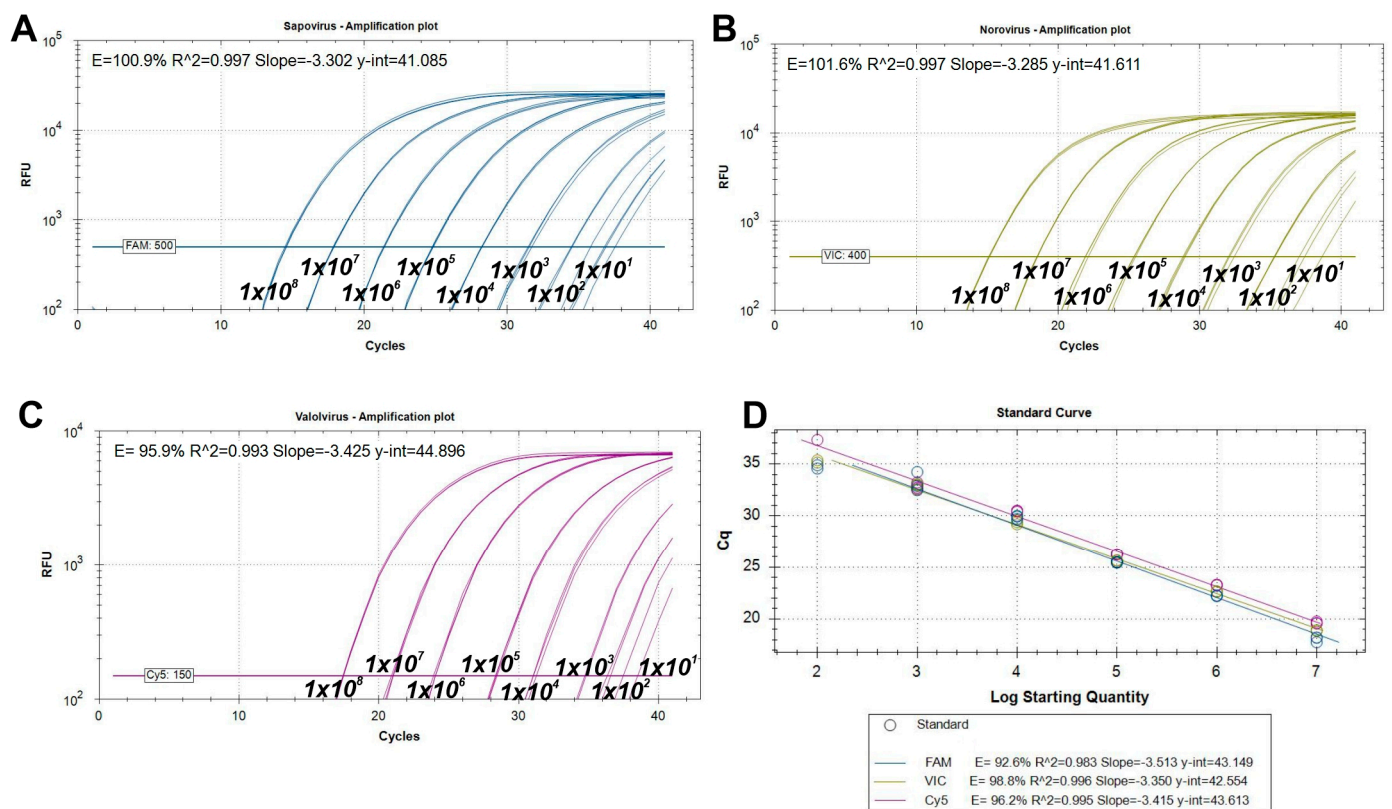 A
Sapovirus - Amplification plot
E=100.9% R^2=0.997 Slope=-3.302 y-int=41.085
10^5
10^4
10^3
10^2
RFU
FAM: 500
1x10^8
1x10^7
1x10^6
1x10^5
1x10^4
1x10^3
1x10^2
1x10^1
0 10 20 30 40
Cycles
B
Norovirus - Amplification plot
E=101.6% R^2=0.997 Slope=-3.285 y-int=41.611
10^5
10^4
10^3
10^2
RFU
VIC: 400
1x10^8
1x10^7
1x10^6
1x10^5
1x10^4
1x10^3
1x10^2
1x10^1
0 10 20 30 40
Cycles
C
Valolvirus - Amplification plot
E= 95.9% R^2=0.993 Slope=-3.425 y-int=44.896
10^4
10^3
10^2
RFU
Cy5: 150
1x10^8
1x10^7
1x10^6
1x10^5
1x10^4
1x10^3
1x10^2
1x10^1
0 10 20 30 40
Cycles
D
Standard Curve
35
30
25
20
Cq
2 3 4 5 6 7
Log Starting Quantity
Standard
FAM E= 92.6% R^2=0.983 Slope=-3.513 y-int=43.149
VIC E= 98.8% R^2=0.996 Slope=-3.350 y-int=42.554
Cy5 E= 96.2% R^2=0.995 Slope=-3.415 y-int=43.613